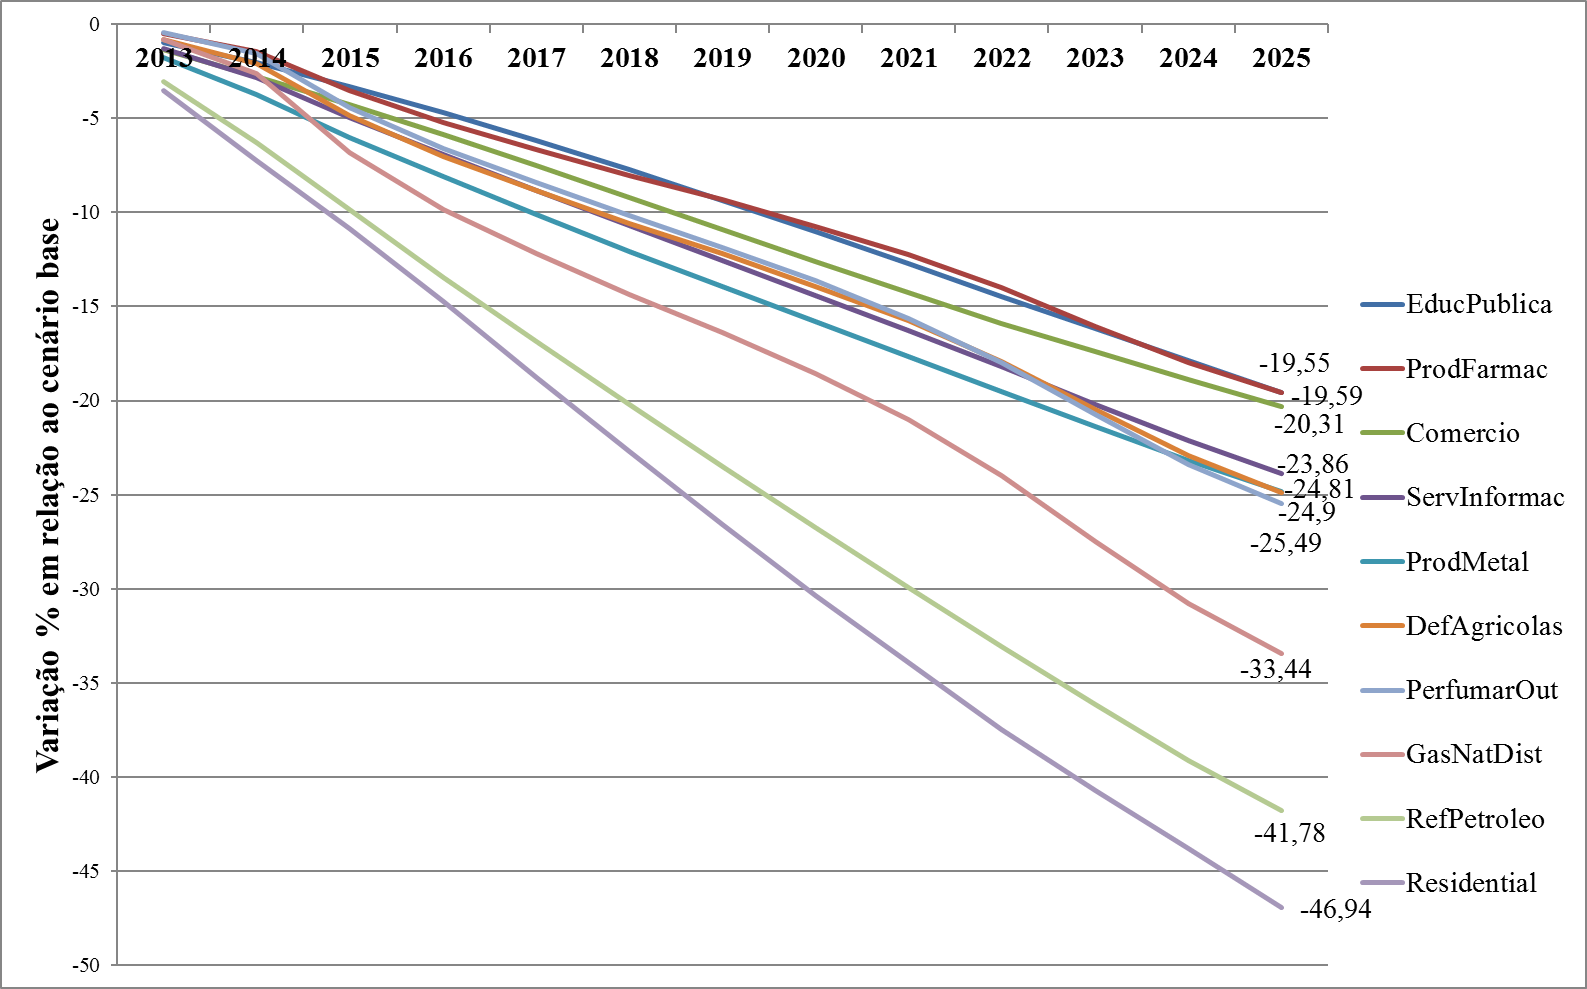 0
-5
-10
-15
-20
-25
-30
-35
-40
-45
-50
Variação % em relação ao cenário base
2013 2014 2015 2016 2017 2018 2019 2020 2021 2022 2023 2024 2025
-19,55
-19,59
-20,31
-23,86
-24,81
-24,9
-25,49
-33,44
-41,78
-46,94
EducPublica
ProdFarmac
Comercio
ServInformac
ProdMetal
DefAgricolas
PerfumarOut
GasNatDist
RefPetroleo
Residential